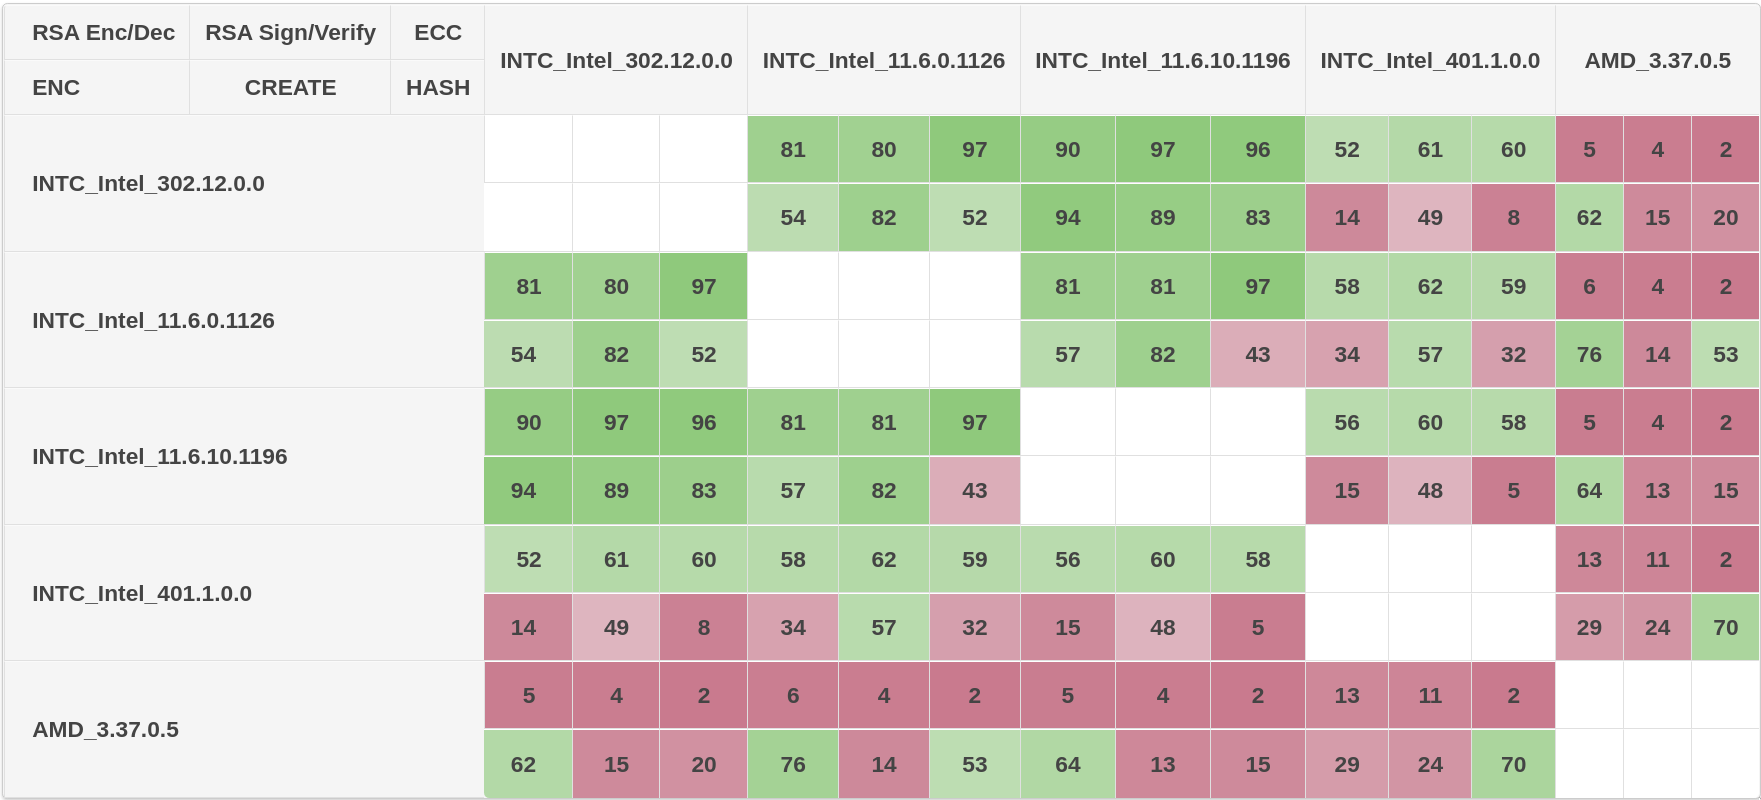 RSA Enc/Dec RSA Sign/Verify ECC
INTC_Intel_302.12.0.0 INTC_Intel_11.6.0.1126 INTC_Intel_11.6.10.1196 INTC_Intel_401.1.0.0 AMD_3.37.0.5
ENC CREATE HASH
81 80 97 90 97 96 52 61 60 5 4 2
INTC_Intel_302.12.0.0
54 82 52 94 89 83 14 49 8 62 15 20
81 80 97 81 81 97 58 62 59 6 4 2
INTC_Intel_11.6.0.1126
54 82 52 57 82 43 34 57 32 76 14 53
90 97 96 81 81 97 56 60 58 5 4 2
INTC_Intel_11.6.10.1196
94 89 83 57 82 43 15 48 5 64 13 15
52 61 60 58 62 59 56 60 58 13 11 2
INTC_Intel_401.1.0.0
14 49 8 34 57 32 15 48 5 29 24 70
5 4 2 6 4 2 5 4 2 13 11 2
AMD_3.37.0.5
62 15 20 76 14 53 64 13 15 29 24 70